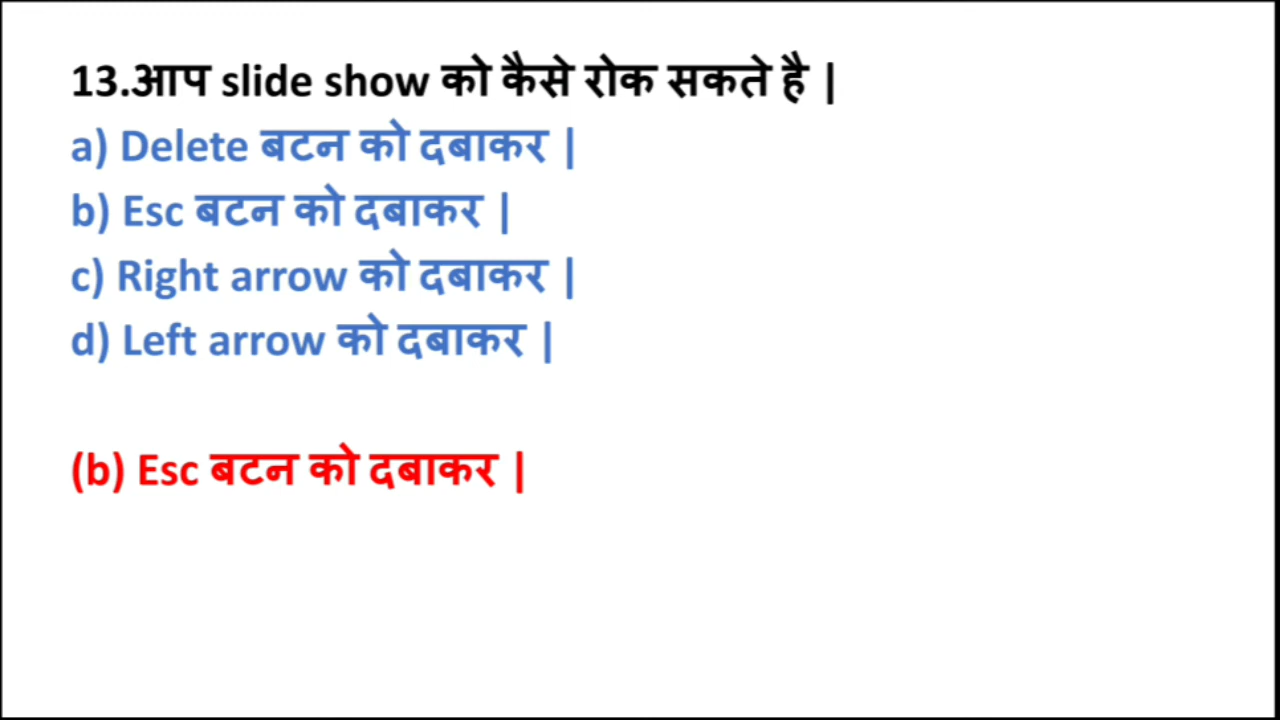 13.आप slide show को कैसे रोक सकते है |
a) Delete बटन को दबाकर |
b) Esc बटन को दबाकर |
c) Right arrow को दबाकर |
d) Left arrow को दबाकर |
(b) Esc बटन को दबाकर |